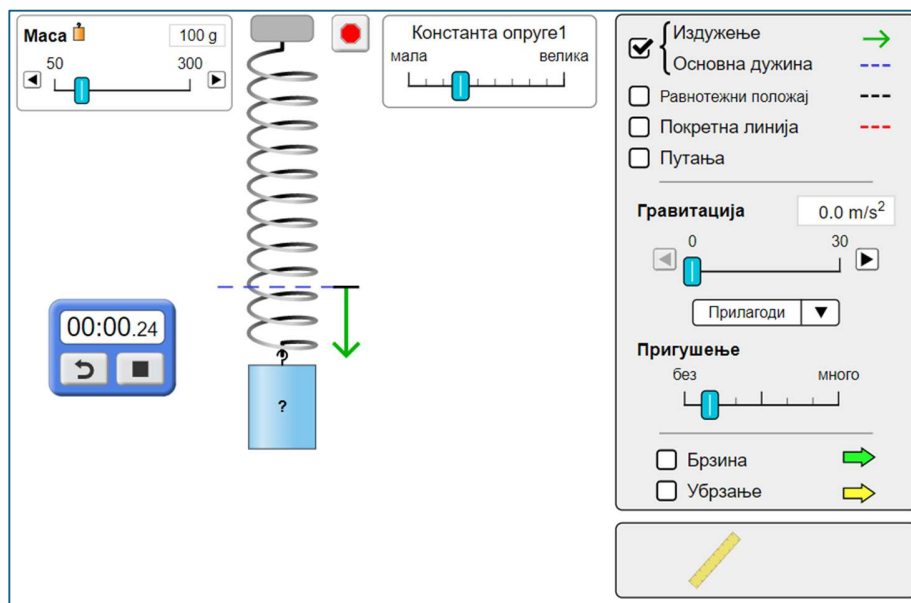 Маса
100 g
50
300
Константа опруге1
мала
велика
Издужење
Основна дужина
Равнотежни положај
Покретна линија
Путања
Гравитација
0.0 m/s²
0
30
Прилагоди
Пригушење
без
много
Брзина
Убрзање
00:00.24
?